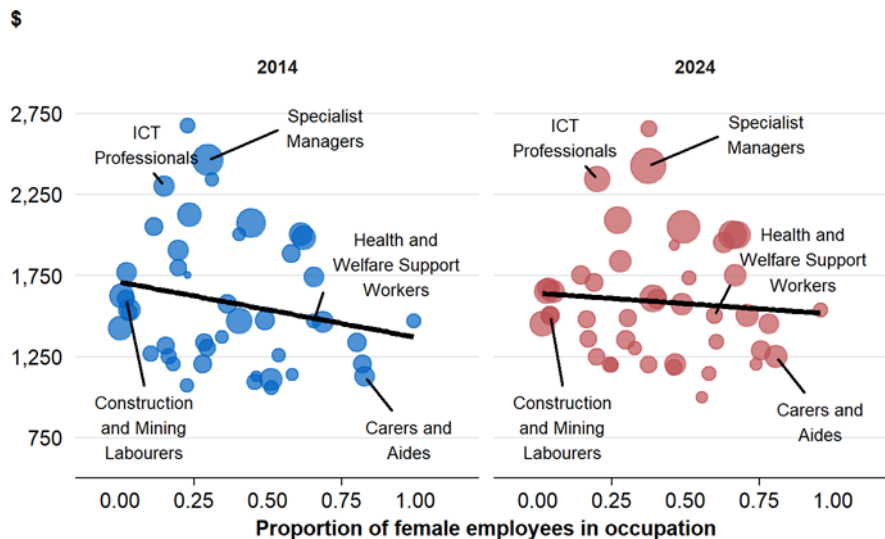 $
2014
2024
2,750
2,250
1,750
1,250
750
ICT
Professionals
Specialist
Managers
Health and
Welfare Support
Workers
Construction
and Mining
Labourers
Carers and
Aides
ICT
Professionals
Specialist
Managers
Health and
Welfare Support
Workers
Construction
and Mining
Labourers
Carers and
Aides
0.00 0.25 0.50 0.75 1.00
0.00 0.25 0.50 0.75 1.00
Proportion of female employees in occupation